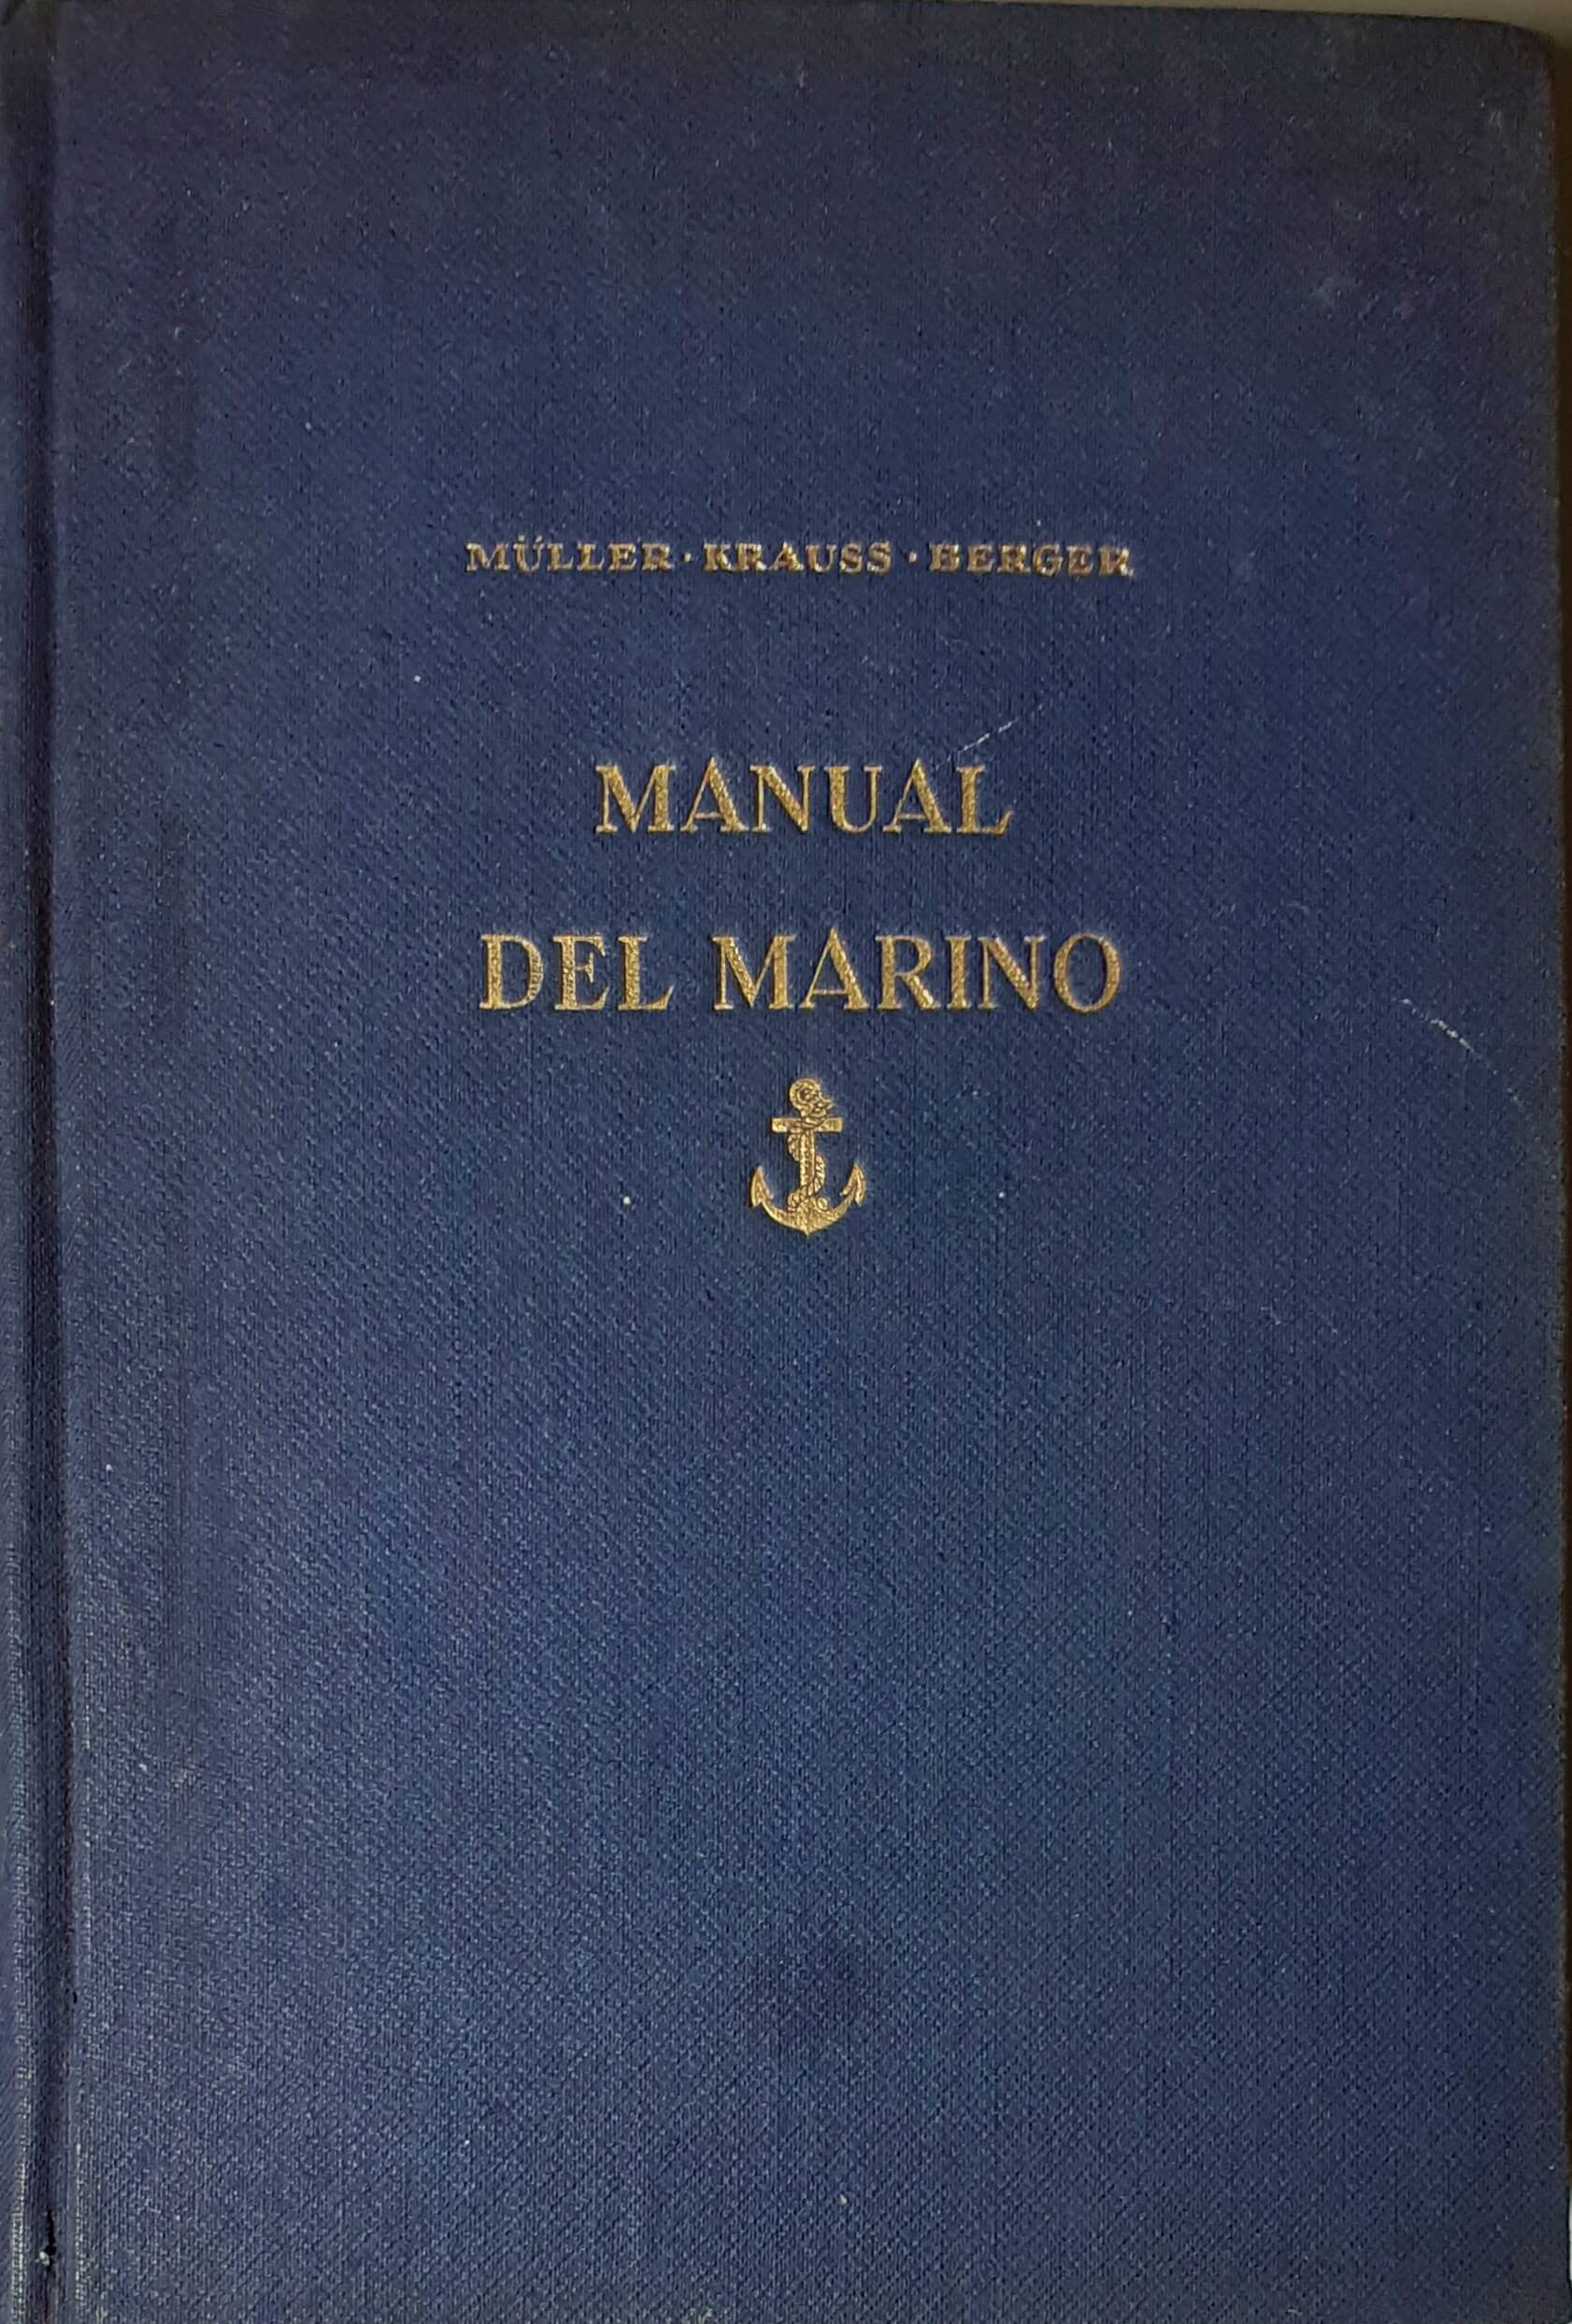 MÜLLER · KRAUSS · BERGER
MANUAL
DEL MARINO